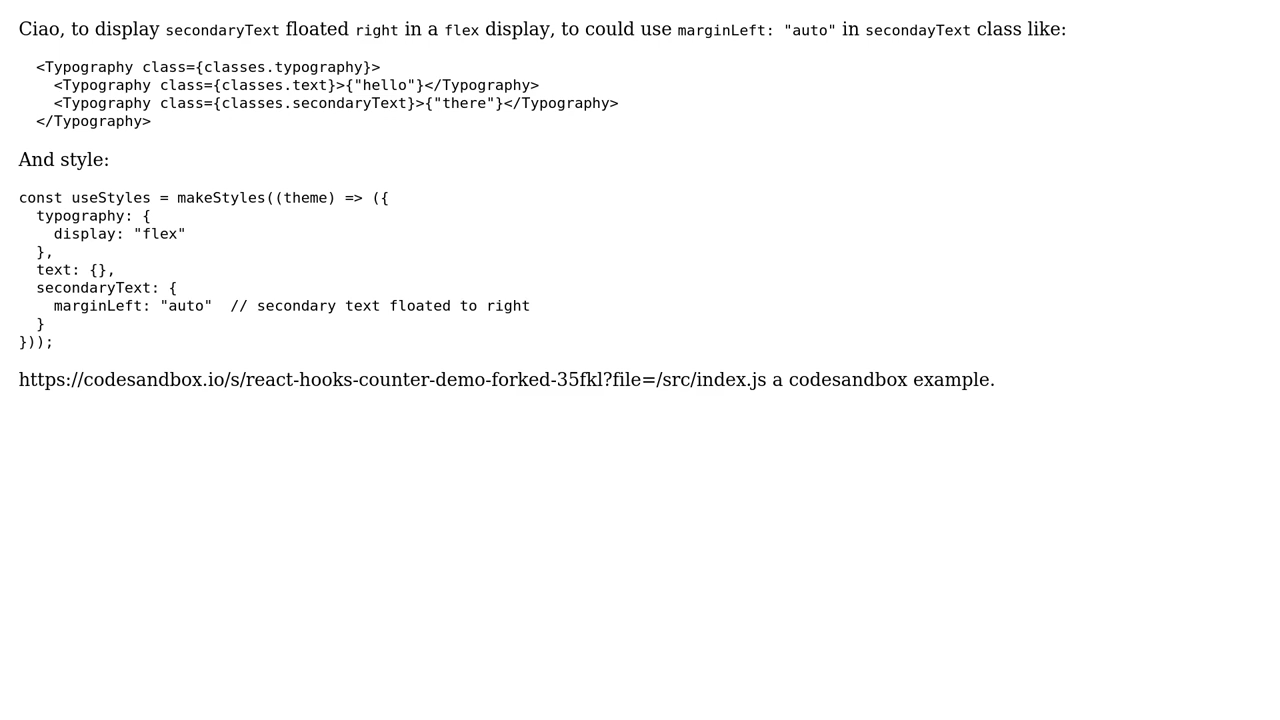 Ciao, to display secondaryText floated right in a flex display, to could use marginLeft: "auto" in secondayText class like:
  <Typography class={classes.typography}>
    <Typography class={classes.text}>{"hello"}</Typography>
    <Typography class={classes.secondaryText}>{"there"}</Typography>
  </Typography>
And style:
const useStyles = makeStyles((theme) => ({
  typography: {
    display: "flex"
  },
  text: {},
  secondaryText: {
    marginLeft: "auto"  // secondary text floated to right
  }
}));
https://codesandbox.io/s/react-hooks-counter-demo-forked-35fkl?file=/src/index.js a codesandbox example.